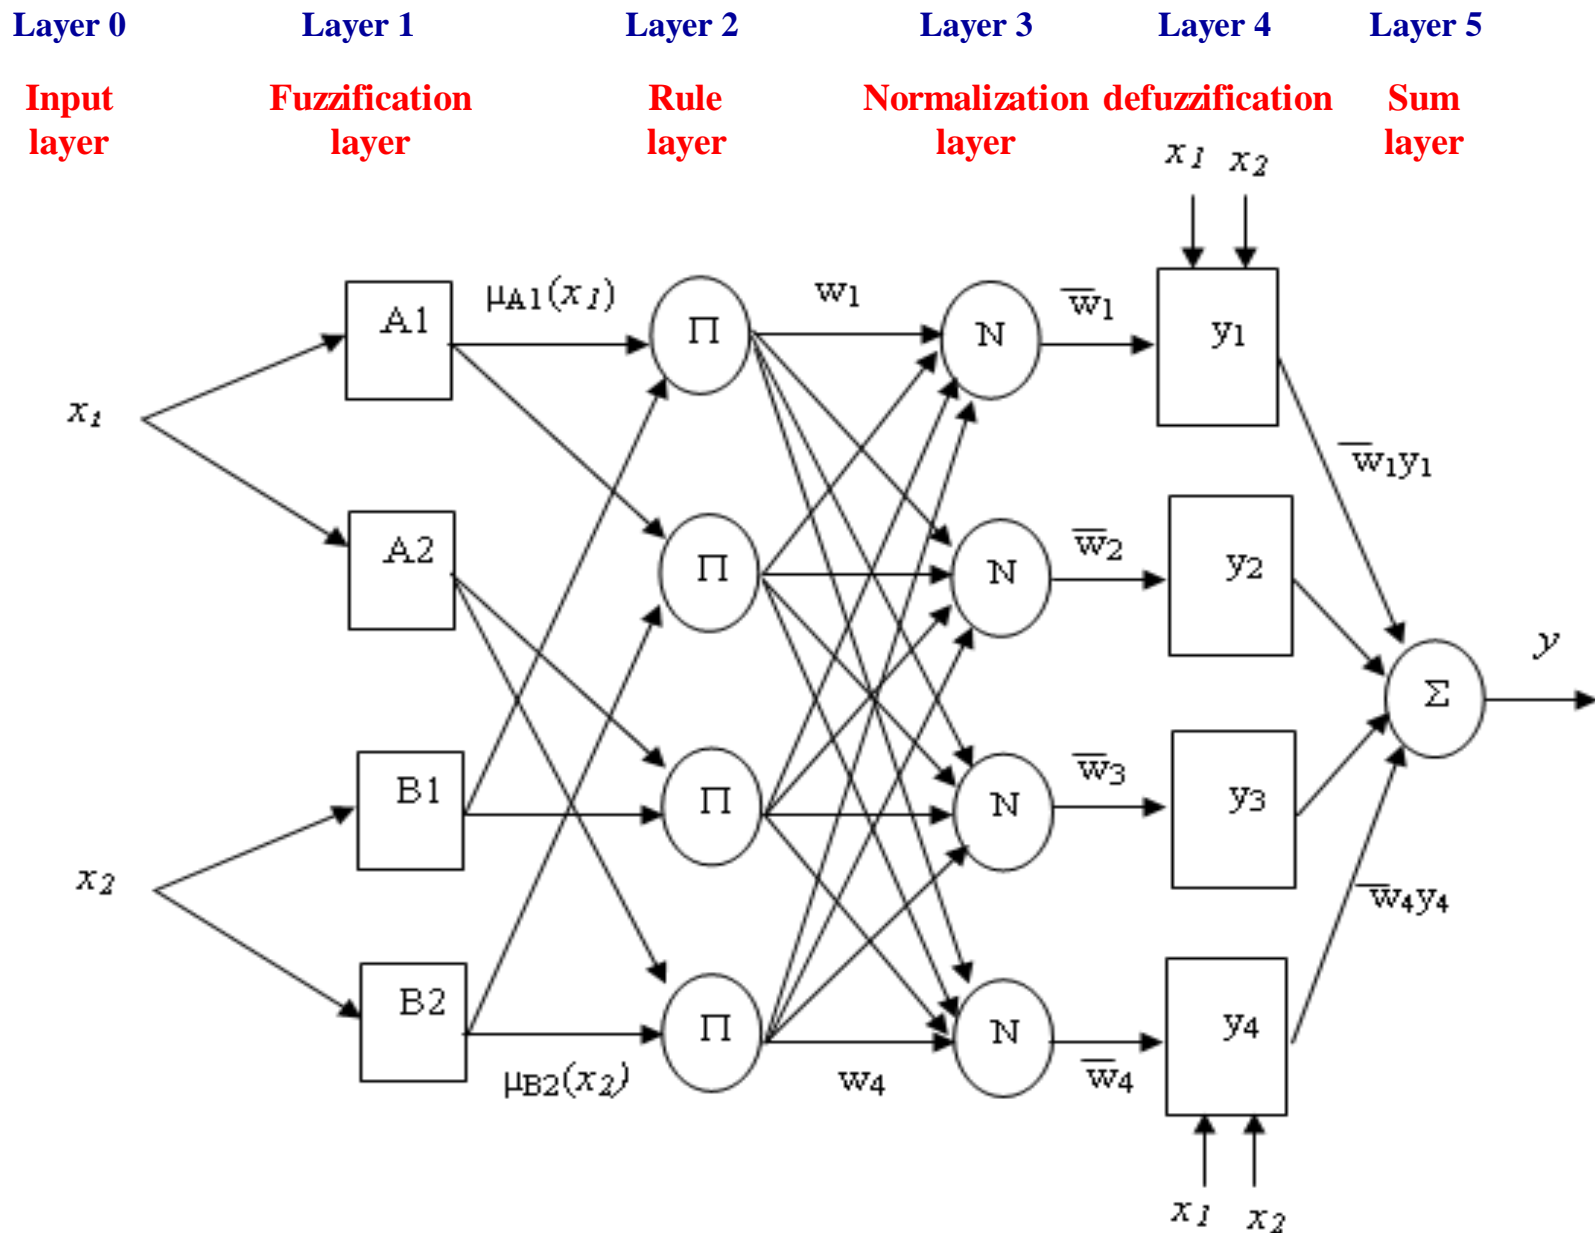 Layer 0 Layer 1 Layer 2 Layer 3 Layer 4 Layer 5
Input Fuzzification Rule Normalization defuzzification Sum
layer layer layer layer layer
x₁ x₂
μA1(x₁) w₁ w̅₁
A1 Π N y₁
x₁
w̅₁y₁
A2 Π N w̅₂ y₂
y
Σ
B1 Π N w̅₃ y₃
x₂
w̅₄y₄
B2 Π N y₄
μB2(x₂) w₄ w̅₄
x₁ x₂